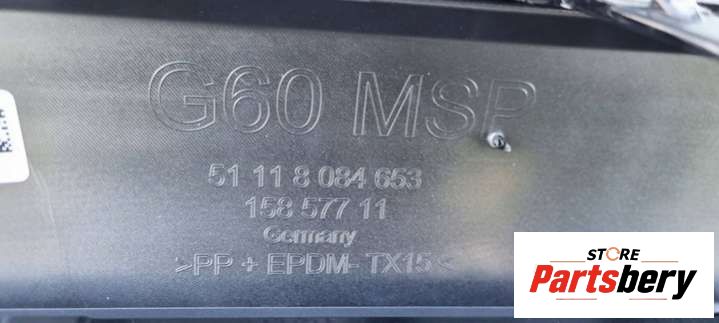 G60 MSP
51 11 8 084 653
158 577 11
Germany
>PP + EPDM- TX15<
STORE
Partsbery